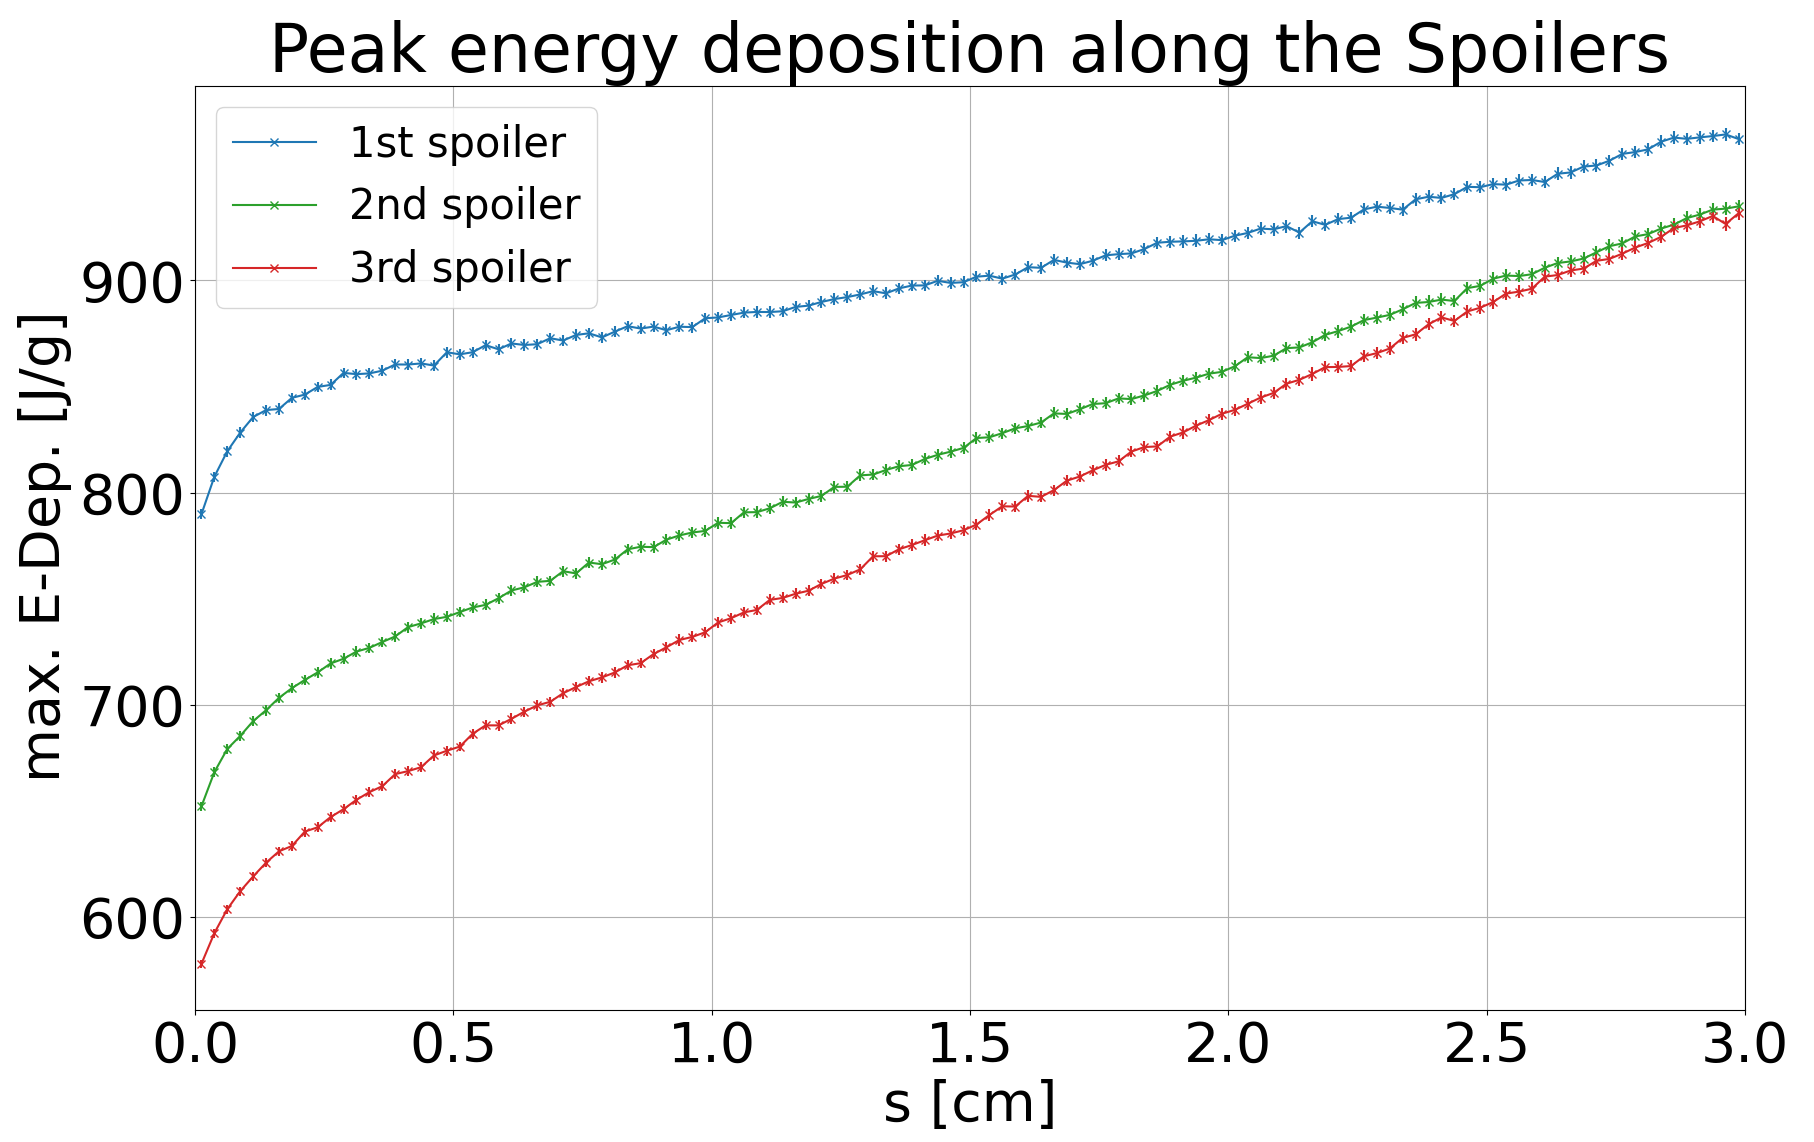 Peak energy deposition along the Spoilers
1st spoiler
2nd spoiler
3rd spoiler
max. E-Dep. [J/g]
900
800
700
600
0.0 0.5 1.0 1.5 2.0 2.5 3.0
s [cm]